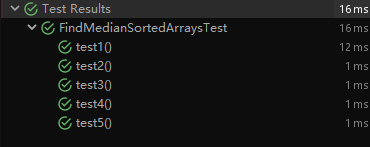 Test Results 16 ms
FindMedianSortedArraysTest 16 ms
test1() 12 ms
test2() 1 ms
test3() 1 ms
test4() 1 ms
test5() 1 ms